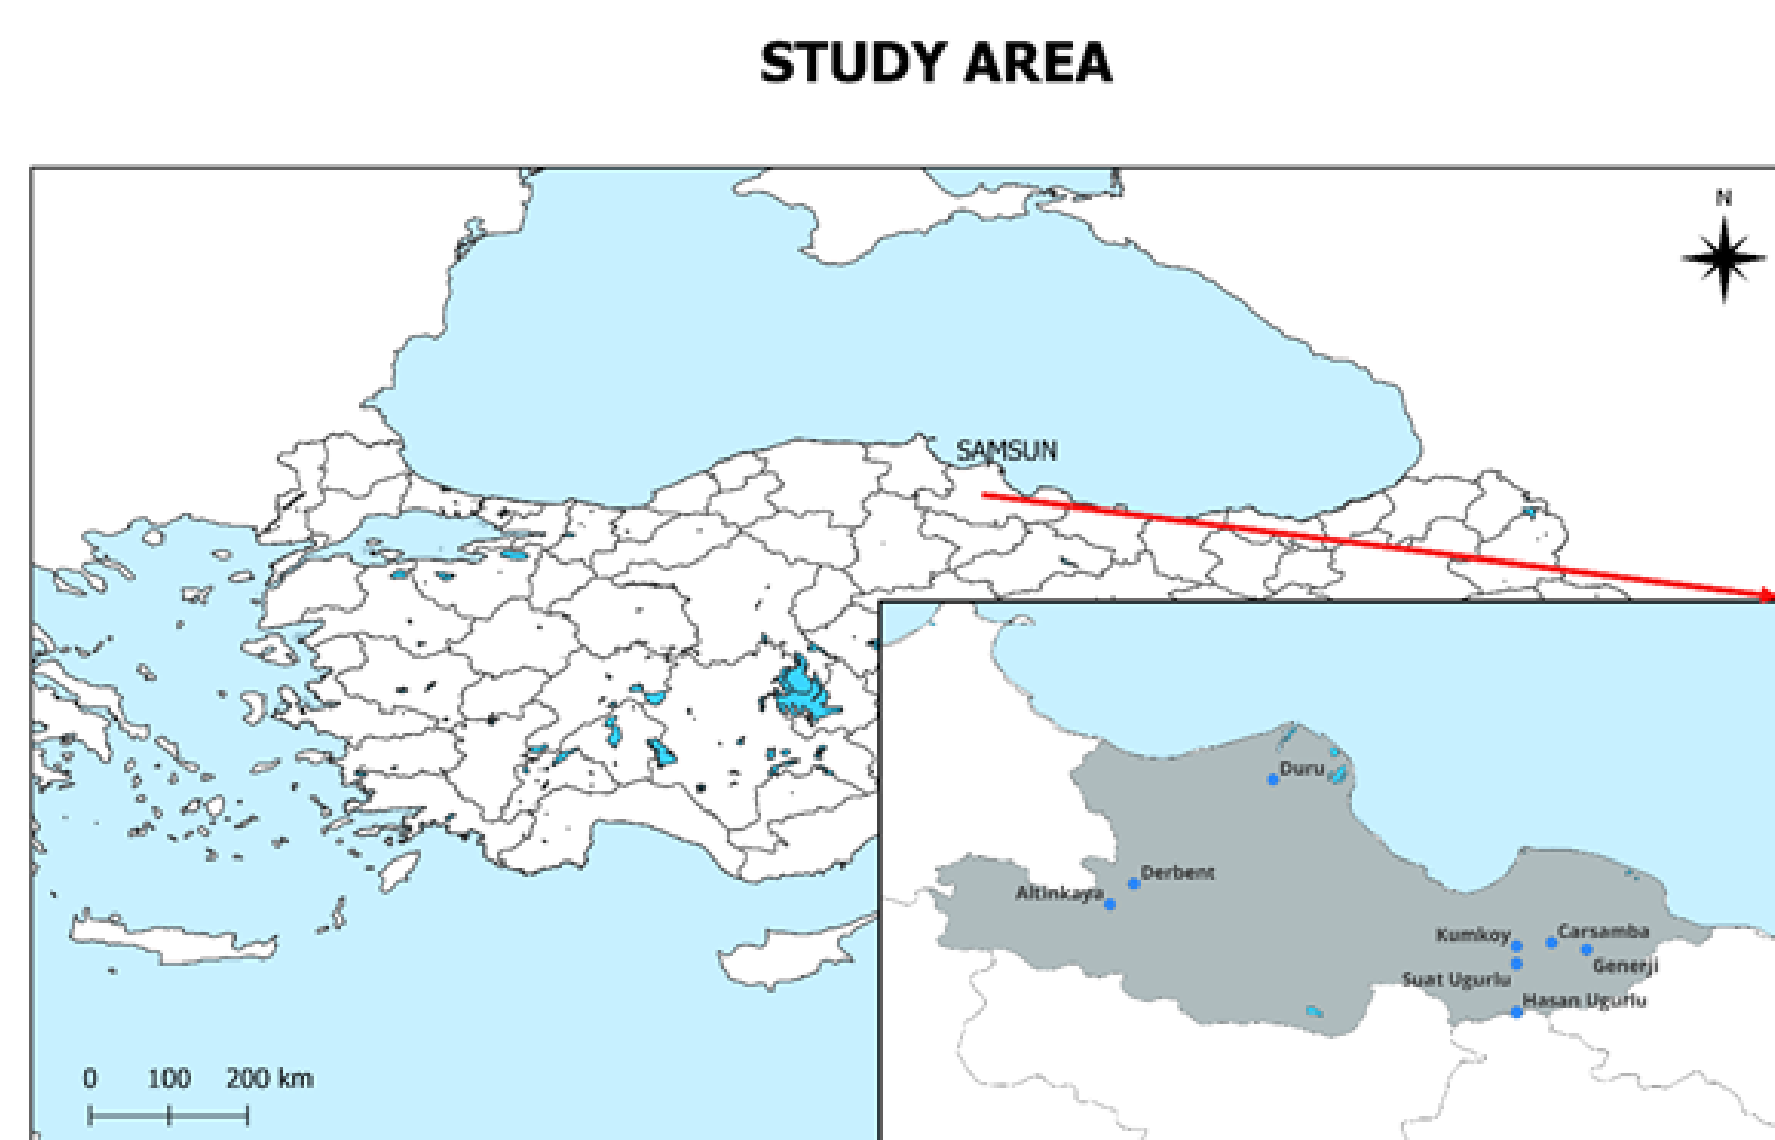 STUDY AREA
N
SAMSUN
Duru
Derbent
Altinkaya
Kumkoy
Carsamba
Generji
Suat Ugurlu
Hasan Ugurlu
0 100 200 km